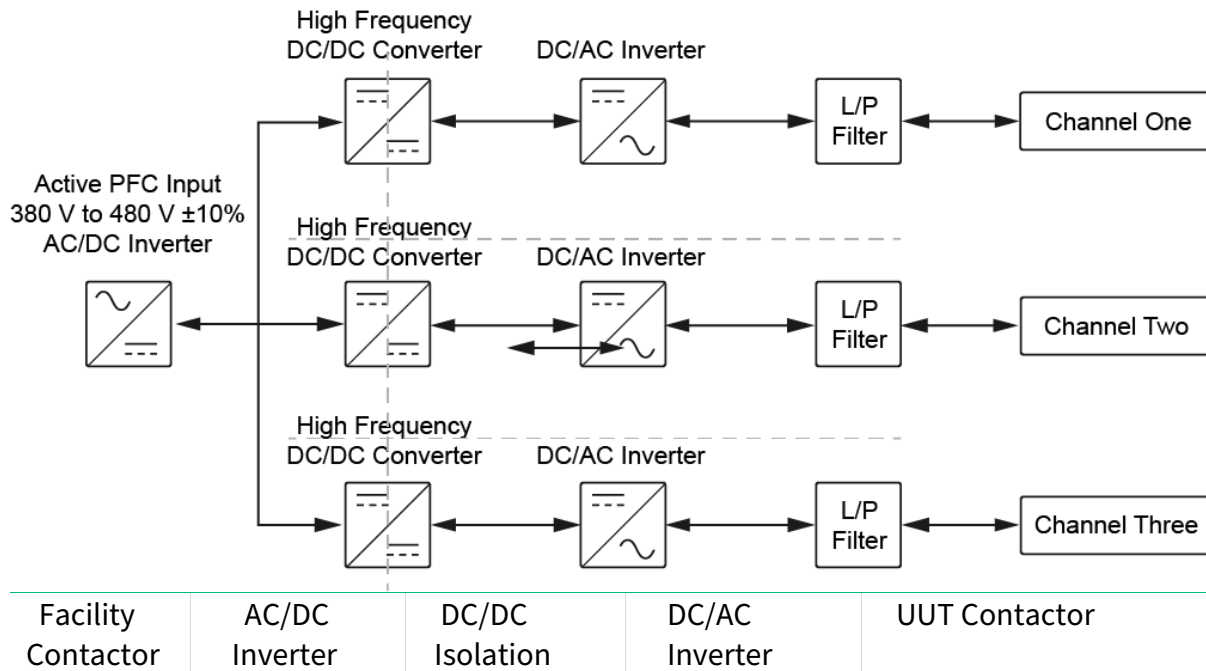 High Frequency
DC/DC Converter
DC/AC Inverter
L/P
Filter
Channel One
Active PFC Input
380 V to 480 V ±10%
AC/DC Inverter
High Frequency
DC/DC Converter
DC/AC Inverter
L/P
Filter
Channel Two
High Frequency
DC/DC Converter
DC/AC Inverter
L/P
Filter
Channel Three
Facility
Contactor
AC/DC
Inverter
DC/DC
Isolation
DC/AC
Inverter
UUT Contactor